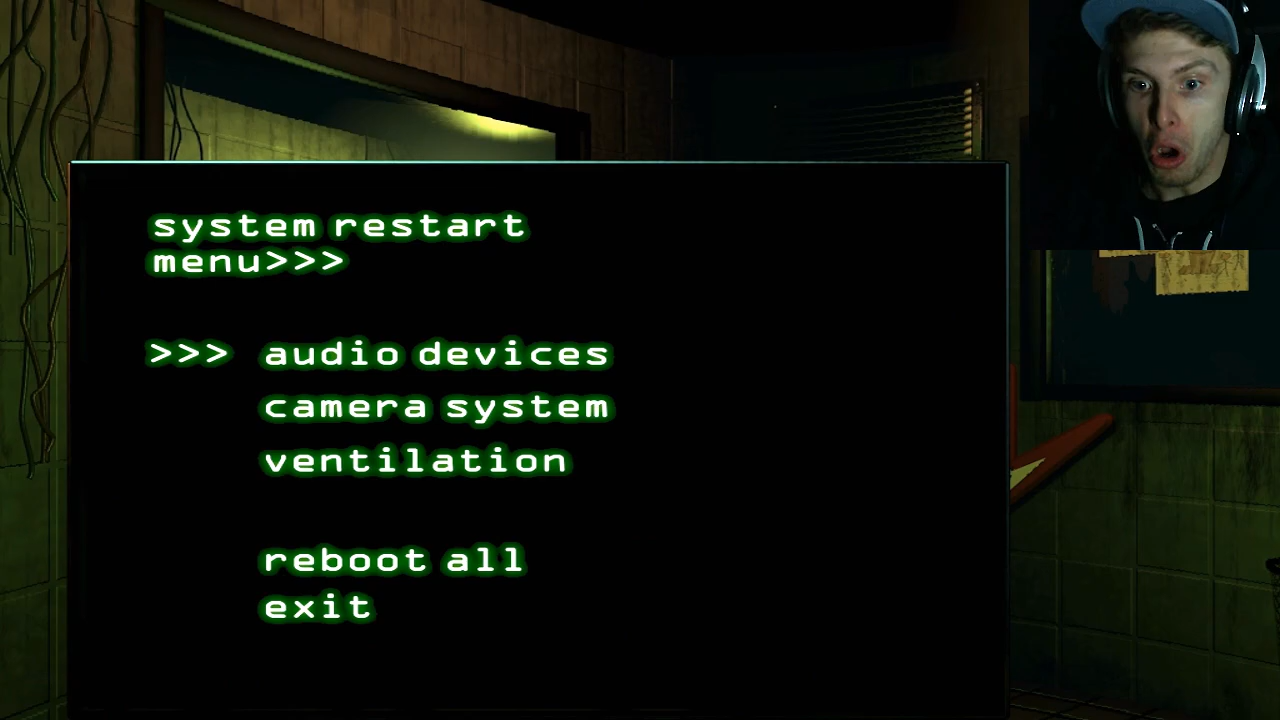 system restart
menu>>>
>>> audio devices
camera system
ventilation
reboot all
exit